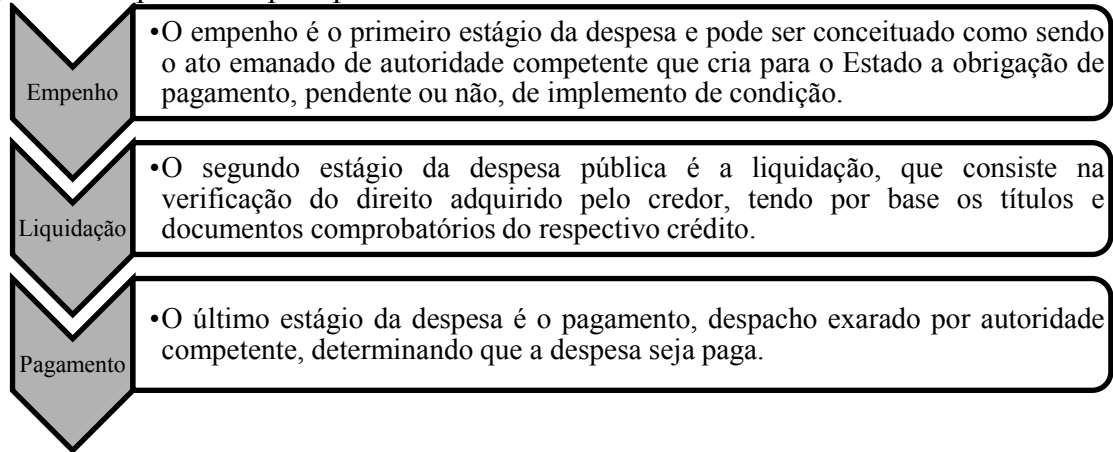 •O empenho é o primeiro estágio da despesa e pode ser conceituado como sendo
o ato emanado de autoridade competente que cria para o Estado a obrigação de
Empenho
pagamento, pendente ou não, de implemento de condição.
•O segundo estágio da despesa pública é a liquidação, que consiste na
verificação do direito adquirido pelo credor, tendo por base os títulos e
Liquidação
documentos comprobatórios do respectivo crédito.
•O último estágio da despesa é o pagamento, despacho exarado por autoridade
competente, determinando que a despesa seja paga.
Pagamento